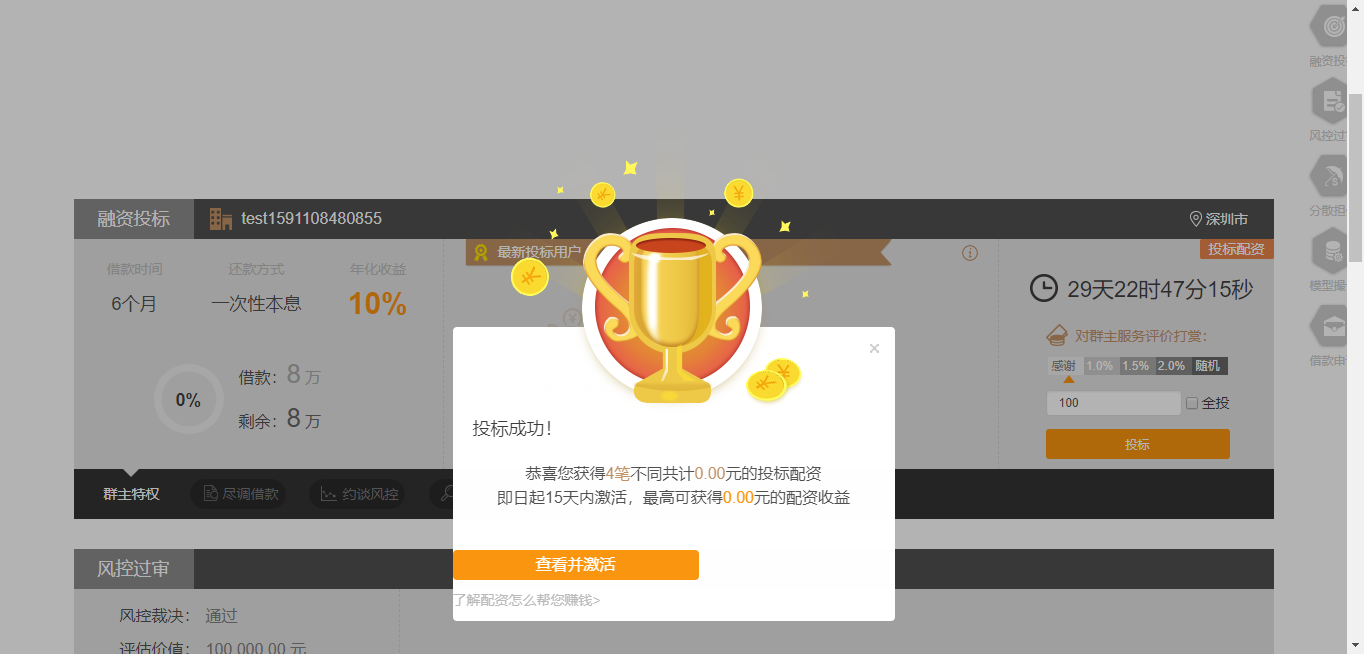 融资投标
test1591108480855
深圳市
借款时间
还款方式
年化收益
6个月
一次性本息
10%
最新投标用户
投标配资
29天22时47分15秒
对群主服务评价打赏：
感谢 1.0% 1.5% 2.0% 随机
100
全投
投标
0%
借款： 8 万
剩余： 8 万
×
投标成功！
恭喜您获得4笔不同共计0.00元的投标配资
即日起15天内激活，最高可获得0.00元的配资收益
查看并激活
了解配资怎么帮您赚钱>
群主特权
尽调借款
约谈风控
风控过审
风控裁决： 通过
评估价值： 100,000.00 元
融资投
风控过
分散担
模型操
借款由